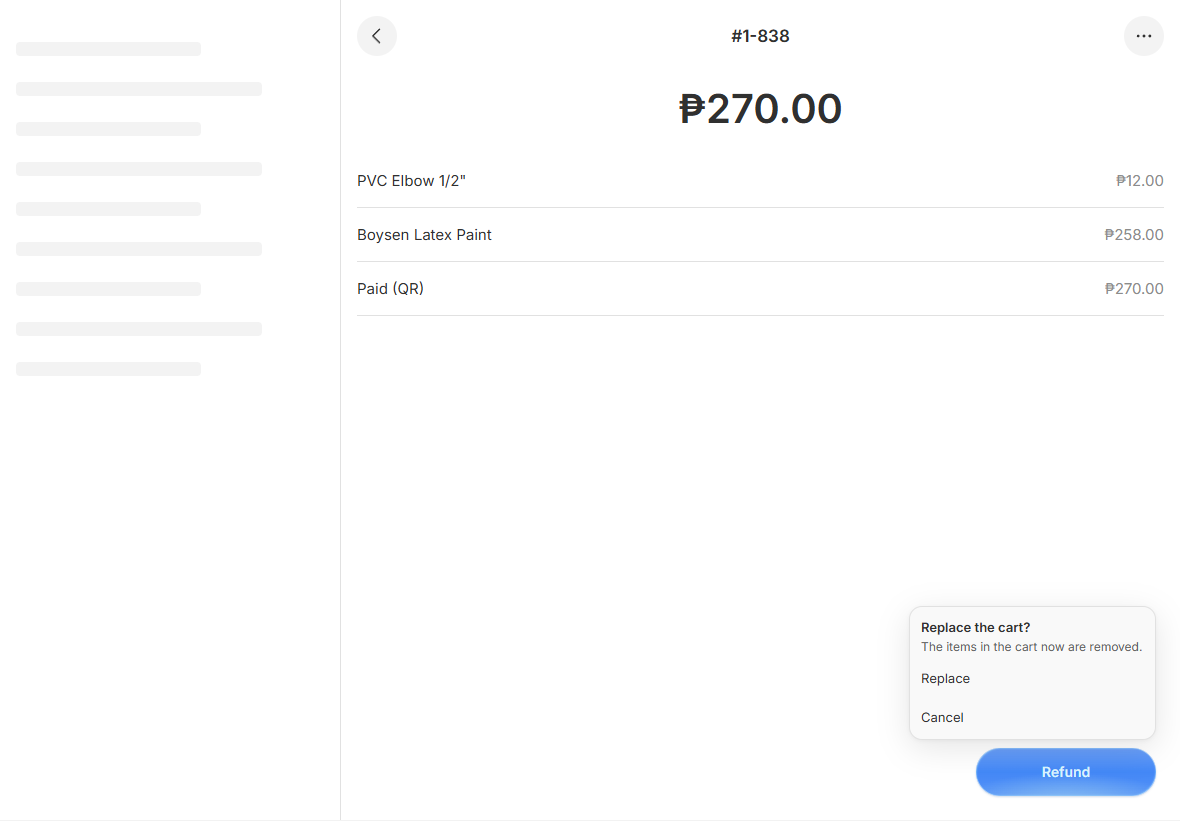 #1-838
₱270.00
PVC Elbow 1/2" ₱12.00
Boysen Latex Paint ₱258.00
Paid (QR) ₱270.00
Replace the cart?
The items in the cart now are removed.
Replace
Cancel
Refund